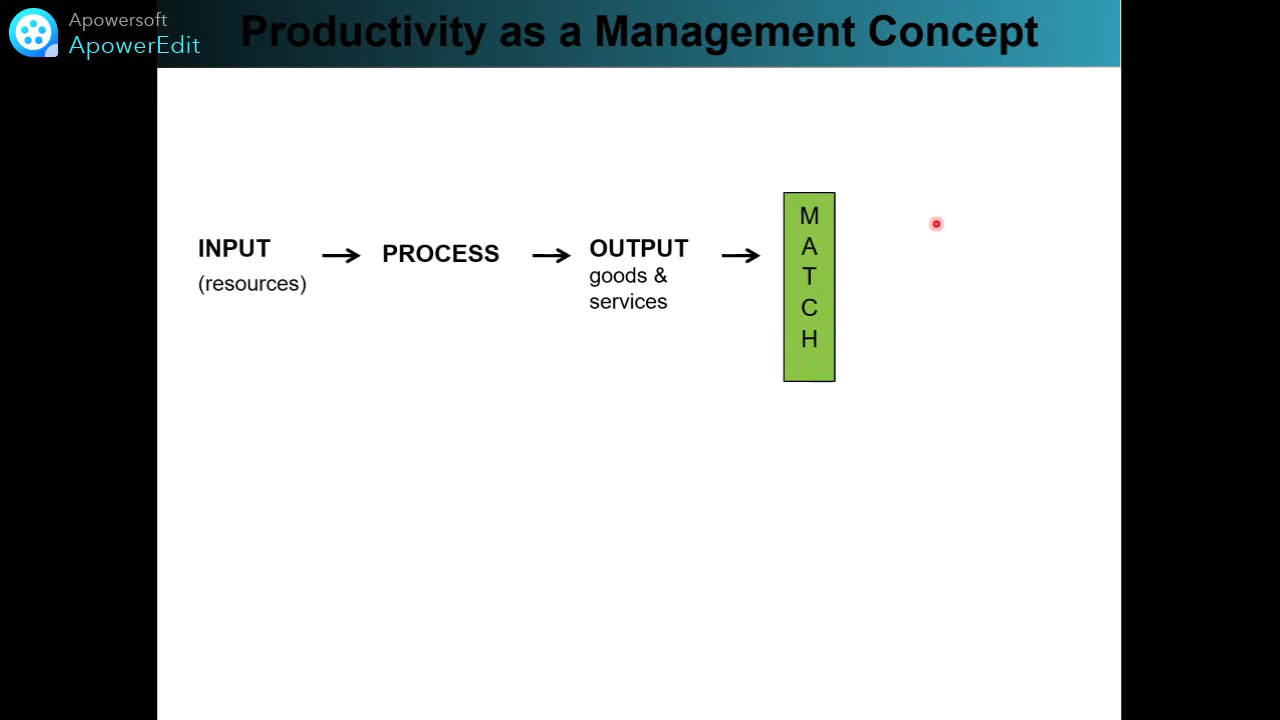 Apowersoft
ApowerEdit
Productivity as a Management Concept
INPUT
(resources)
PROCESS
OUTPUT
goods &
services
M
A
T
C
H